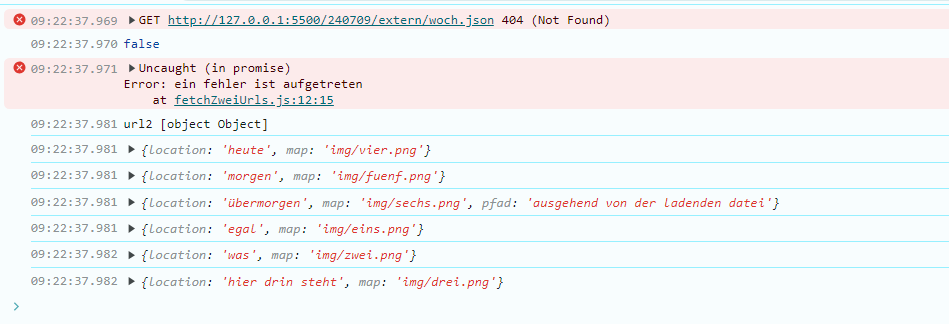 09:22:37.969 ▶GET http://127.0.0.1:5500/240709/extern/woch.json 404 (Not Found)
09:22:37.970 false
09:22:37.971 ▶Uncaught (in promise)
Error: ein fehler ist aufgetreten
at fetchZweiUrls.js:12:15
09:22:37.981 url2 [object Object]
09:22:37.981 ▶ {location: 'heute', map: 'img/vier.png'}
09:22:37.981 ▶ {location: 'morgen', map: 'img/fuenf.png'}
09:22:37.981 ▶ {location: 'übermorgen', map: 'img/sechs.png', pfad: 'ausgehend von der ladenden datei'}
09:22:37.981 ▶ {location: 'egal', map: 'img/eins.png'}
09:22:37.982 ▶ {location: 'was', map: 'img/zwei.png'}
09:22:37.982 ▶ {location: 'hier drin steht', map: 'img/drei.png'}
>